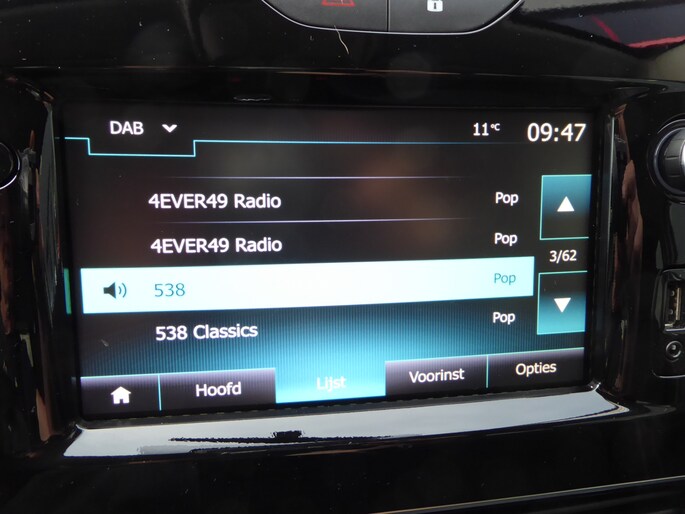 DAB 11°C 09:47
4EVER49 Radio Pop
4EVER49 Radio Pop
3/62
538 Pop
538 Classics Pop
Hoofd Lijst Voorinst Opties